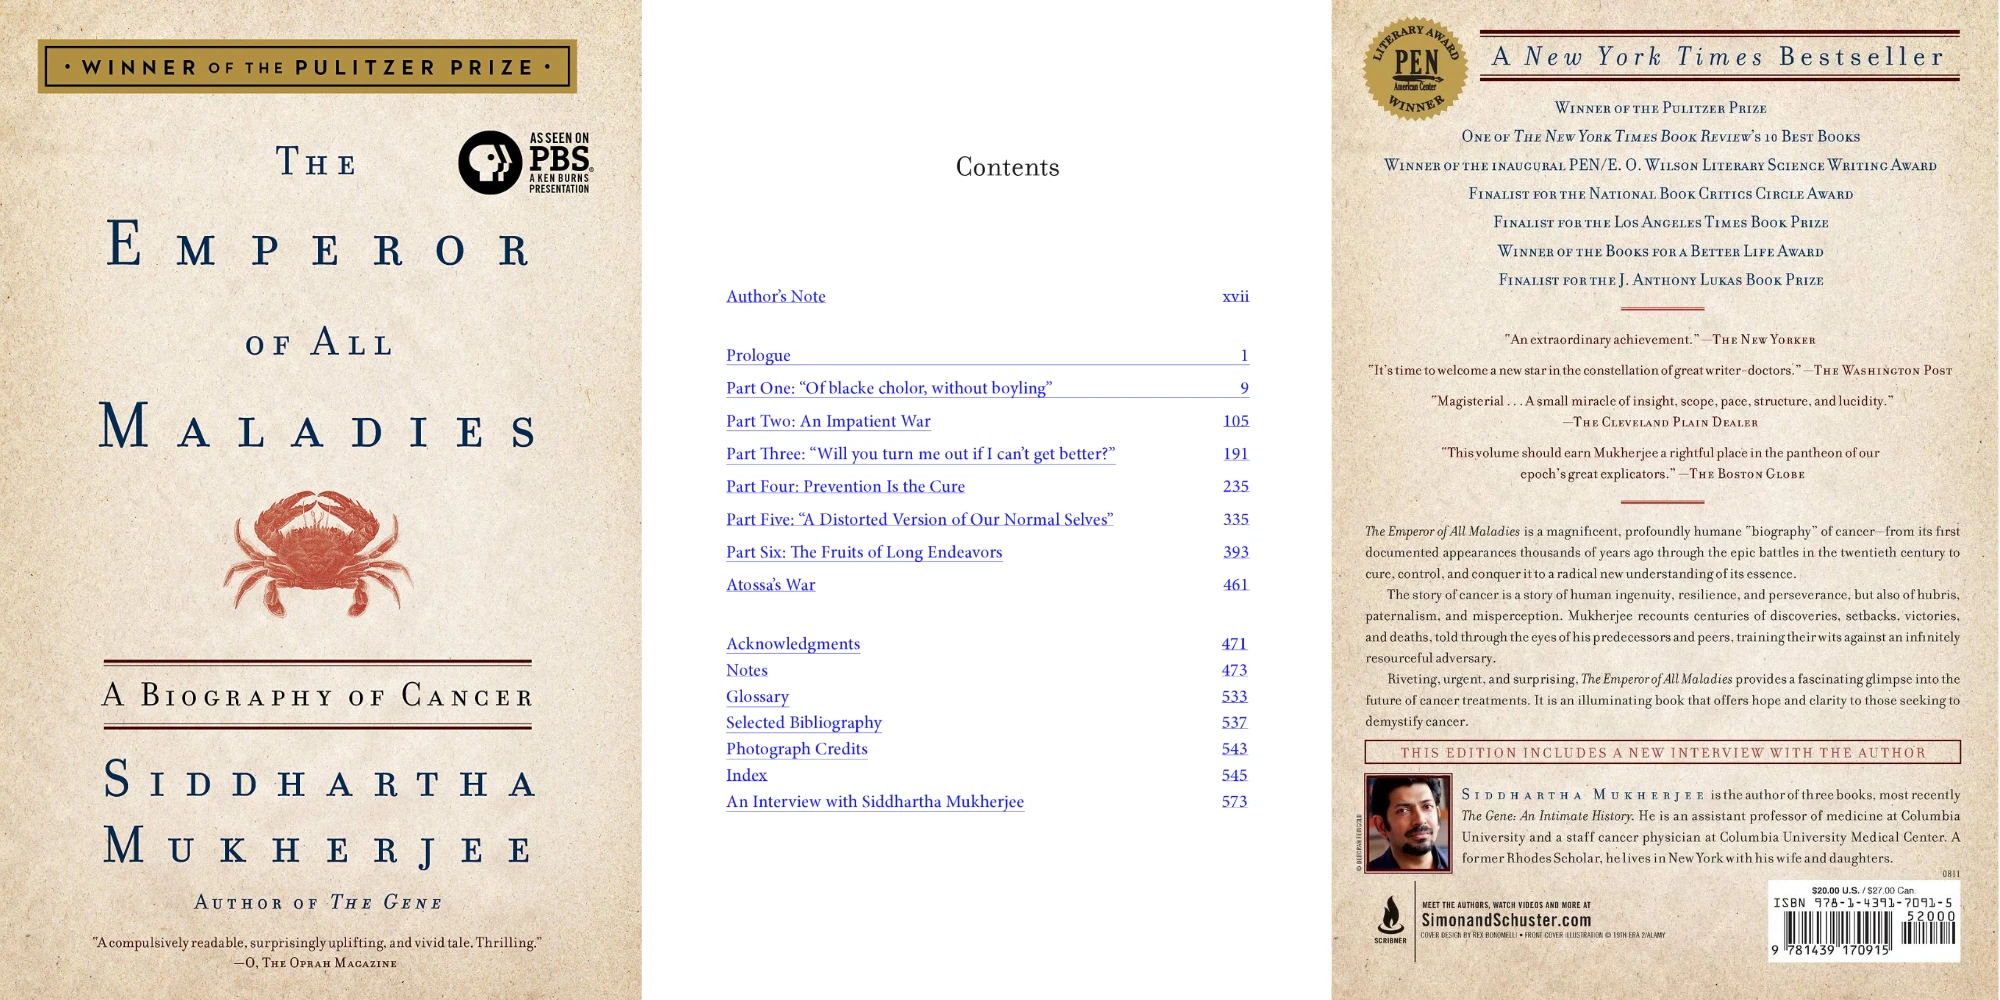 • WINNER OF THE PULITZER PRIZE •
THE
AS SEEN ON
PBS®
A KEN BURNS
PRESENTATION
EMPEROR
OF ALL
MALADIES
A BIOGRAPHY OF CANCER
SIDDHARTHA
MUKHERJEE
AUTHOR OF THE GENE
"A compulsively readable, surprisingly uplifting, and vivid tale. Thrilling."
—O, THE OPRAH MAGAZINE
Contents
Author's Note xvii
Prologue 1
Part One: "Of blacke cholor, without boyling" 9
Part Two: An Impatient War 105
Part Three: "Will you turn me out if I can't get better?" 191
Part Four: Prevention Is the Cure 235
Part Five: "A Distorted Version of Our Normal Selves" 335
Part Six: The Fruits of Long Endeavors 393
Atossa's War 461
Acknowledgments 471
Notes 473
Glossary 533
Selected Bibliography 537
Photograph Credits 543
Index 545
An Interview with Siddhartha Mukherjee 573
LITERARY AWARD
PEN
American Center
WINNER
A New York Times Bestseller
WINNER OF THE PULITZER PRIZE
ONE OF THE NEW YORK TIMES BOOK REVIEW'S 10 BEST BOOKS
WINNER OF THE INAUGURAL PEN/E. O. WILSON LITERARY SCIENCE WRITING AWARD
FINALIST FOR THE NATIONAL BOOK CRITICS CIRCLE AWARD
FINALIST FOR THE LOS ANGELES TIMES BOOK PRIZE
WINNER OF THE BOOKS FOR A BETTER LIFE AWARD
FINALIST FOR THE J. ANTHONY LUKAS BOOK PRIZE
"An extraordinary achievement." —THE NEW YORKER
"It's time to welcome a new star in the constellation of great writer-doctors." —THE WASHINGTON POST
"Magisterial . . . A small miracle of insight, scope, pace, structure, and lucidity."
—THE CLEVELAND PLAIN DEALER
"This volume should earn Mukherjee a rightful place in the pantheon of our
epoch's great explicators." —THE BOSTON GLOBE
The Emperor of All Maladies is a magnificent, profoundly humane "biography" of cancer—from its first
documented appearances thousands of years ago through the epic battles in the twentieth century to
cure, control, and conquer it to a radical new understanding of its essence.
The story of cancer is a story of human ingenuity, resilience, and perseverance, but also of hubris,
paternalism, and misperception. Mukherjee recounts centuries of discoveries, setbacks, victories,
and deaths, told through the eyes of his predecessors and peers, training their wits against an infinitely
resourceful adversary.
Riveting, urgent, and surprising, The Emperor of All Maladies provides a fascinating glimpse into the
future of cancer treatments. It is an illuminating book that offers hope and clarity to those seeking to
demystify cancer.
THIS EDITION INCLUDES A NEW INTERVIEW WITH THE AUTHOR
SIDDHARTHA MUKHERJEE is the author of three books, most recently
The Gene: An Intimate History. He is an assistant professor of medicine at Columbia
University and a staff cancer physician at Columbia University Medical Center. A
former Rhodes Scholar, he lives in New York with his wife and daughters.
0811
SCRIBNER
MEET THE AUTHORS, WATCH VIDEOS AND MORE AT
SimonandSchuster.com
COVER DESIGN BY REX BONOMELLI • FRONT COVER ILLUSTRATION © 19TH ERA 2/ALAMY
$20.00 U.S. / $27.00 Can.
ISBN 978-1-4391-7091-5
52000
9 781439 170915